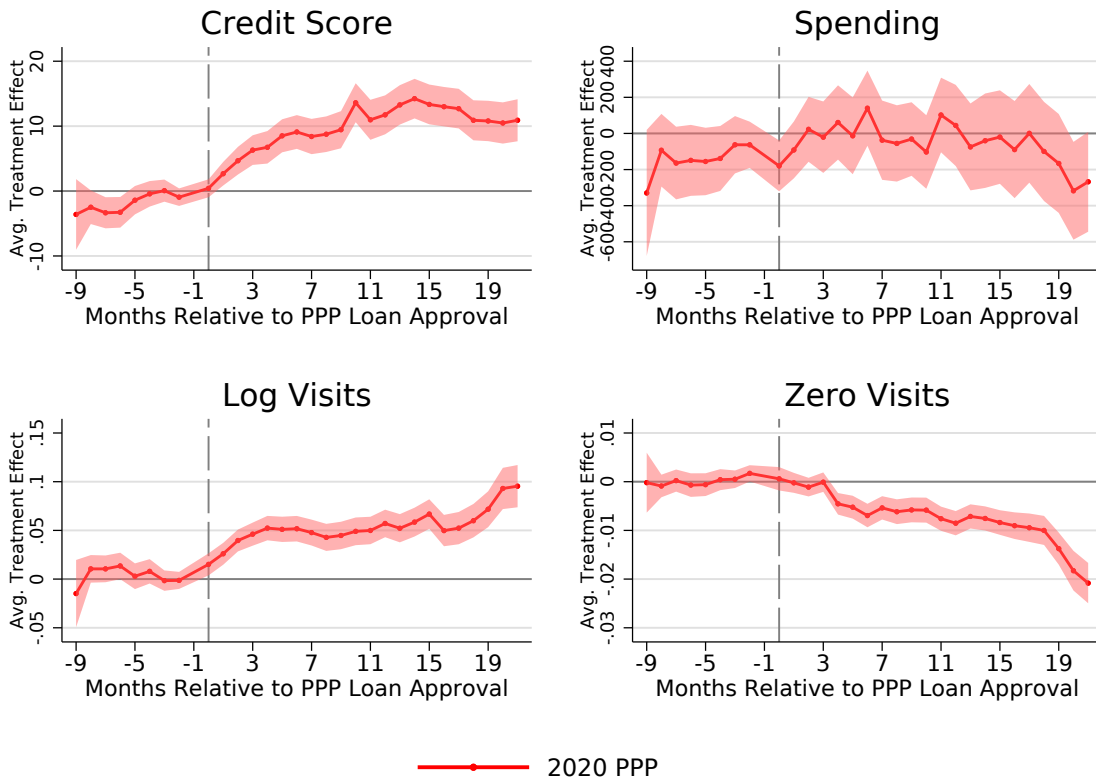 Credit Score
Avg. Treatment Effect
20
10
0
-10
-9 -5 -1 3 7 11 15 19
Months Relative to PPP Loan Approval
Spending
Avg. Treatment Effect
400
200
0
-200
-400
-600
-9 -5 -1 3 7 11 15 19
Months Relative to PPP Loan Approval
Log Visits
Avg. Treatment Effect
.15
.1
.05
0
-.05
-9 -5 -1 3 7 11 15 19
Months Relative to PPP Loan Approval
Zero Visits
Avg. Treatment Effect
.01
0
-.01
-.02
-.03
-9 -5 -1 3 7 11 15 19
Months Relative to PPP Loan Approval
2020 PPP